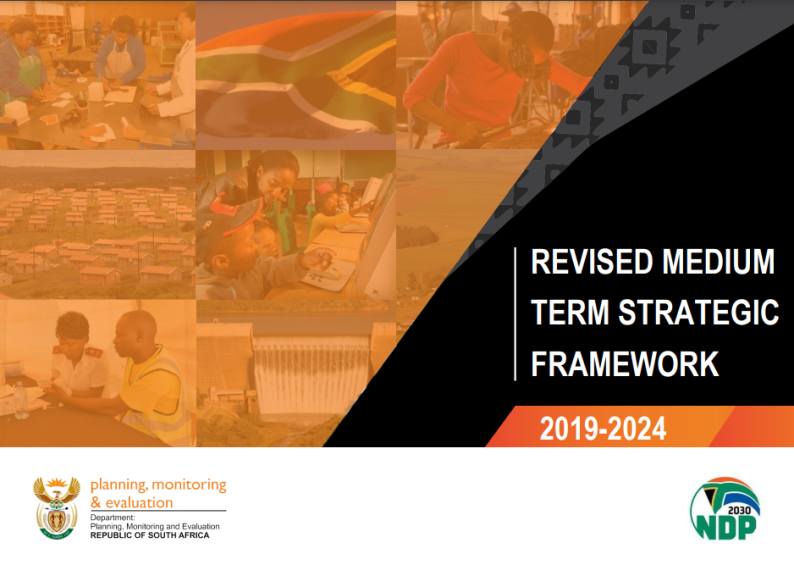 REVISED MEDIUM
TERM STRATEGIC
FRAMEWORK
2019-2024
planning, monitoring
& evaluation
Department:
Planning, Monitoring and Evaluation
REPUBLIC OF SOUTH AFRICA
2030
NDP